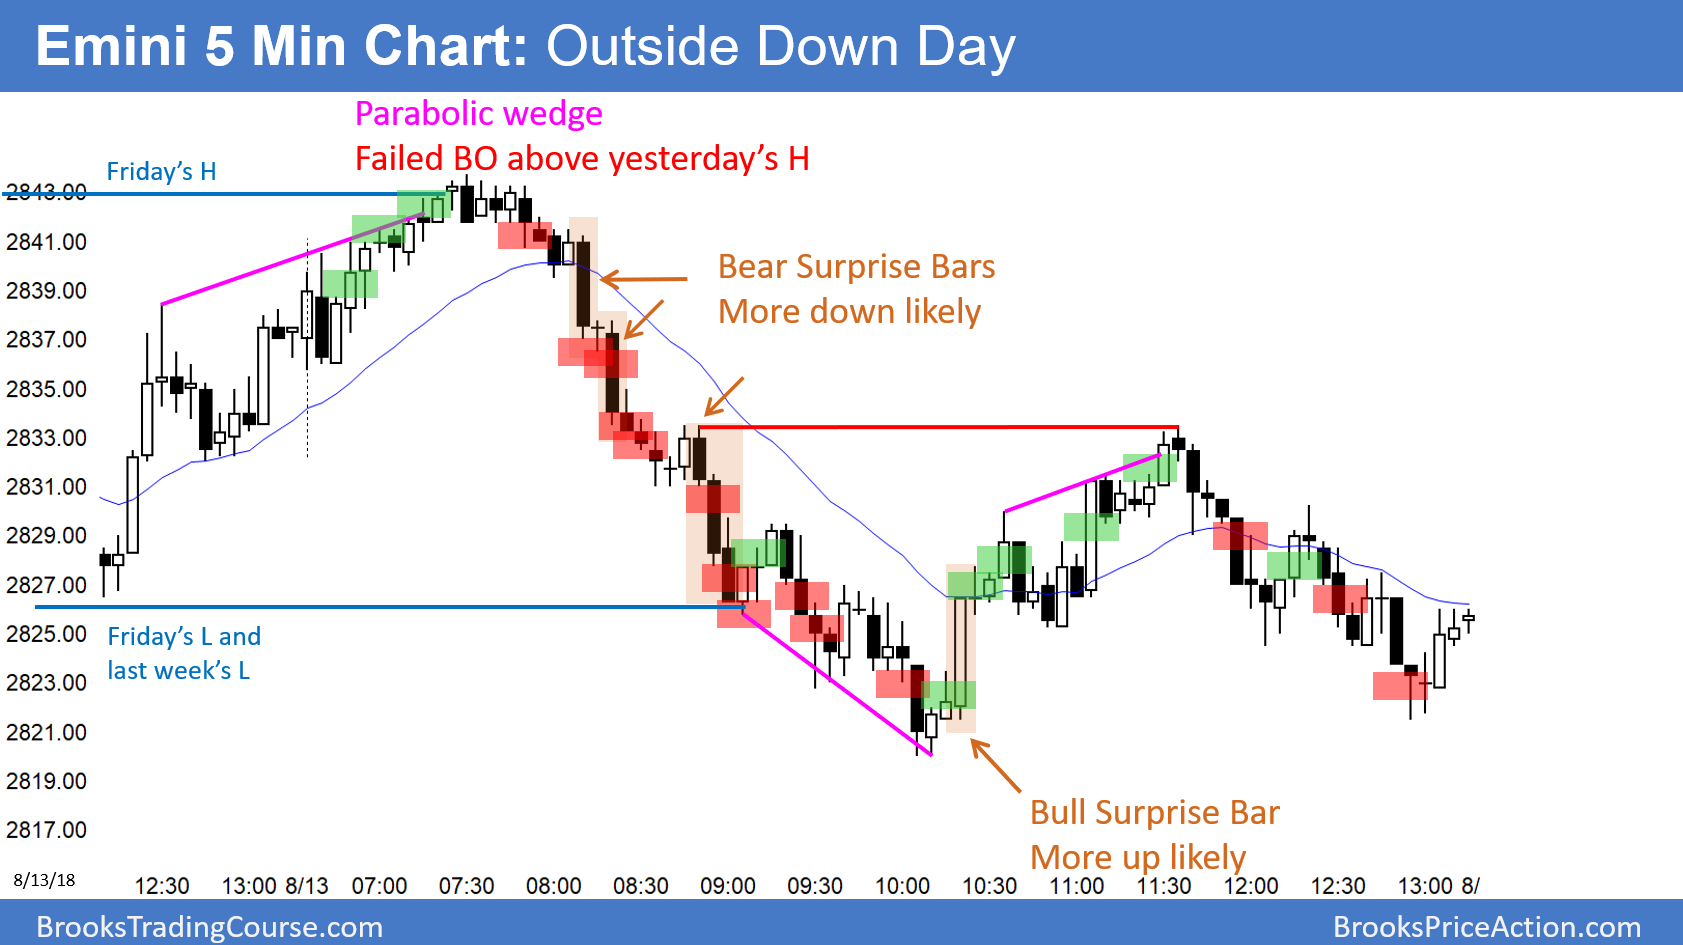 Emini 5 Min Chart: Outside Down Day
Parabolic wedge
Failed BO above yesterday's H
Friday's H
2843.00
2841.00
2839.00
2837.00
2835.00
2833.00
2831.00
2829.00
2827.00
2825.00
2823.00
2821.00
2819.00
2817.00
Bear Surprise Bars
More down likely
Friday's L and
last week's L
Bull Surprise Bar
More up likely
8/13/18
12:30 13:00 8/13 07:00 07:30 08:00 08:30 09:00 09:30 10:00 10:30 11:00 11:30 12:00 12:30 13:00 8/
BrooksTradingCourse.com
BrooksPriceAction.com